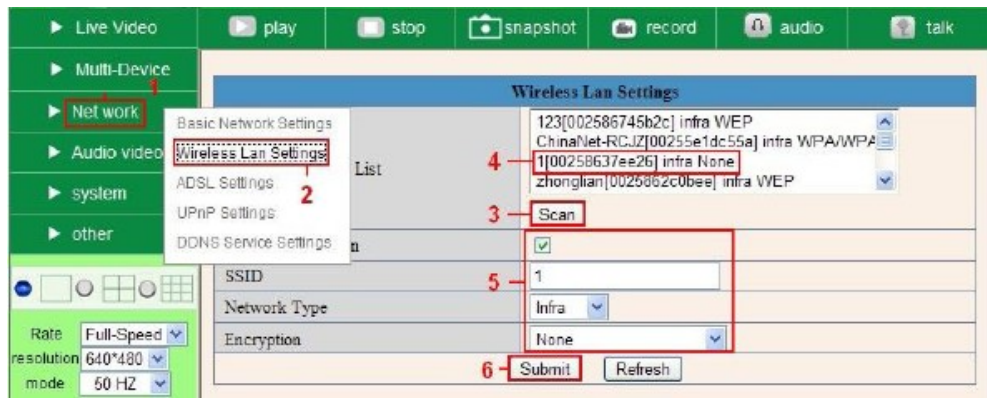 Live Video
play
stop
snapshot
record
audio
talk
Multi-Device
1
Net work
Audio video
system
other
Basic Network Settings
Wireless Lan Settings
2
ADSL Settings
UPnP Settings
DDNS Service Settings
Wireless Lan Settings
List
123[002586745b2c] infra WEP
ChinaNet-RCJZ[00255e1dc55a] infra WPA/WPA
4
1[00258637ee26] infra None
zhonglian[0025862c0bee] infra WEP
3
Scan
n
5
SSID
1
Network Type
Infra
Encryption
None
6
Submit
Refresh
Rate
Full-Speed
resolution
640*480
mode
50 HZ